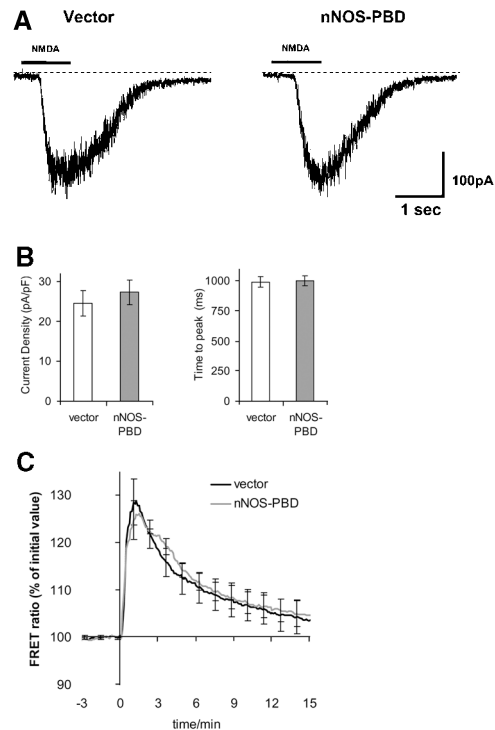 A
Vector
nNOS-PBD
NMDA
NMDA
100pA
1 sec
B
Current Density (pA/pF)
30
20
10
0
vector
nNOS-
PBD
Time to peak (ms)
1000
750
500
250
0
vector
nNOS-
PBD
C
FRET ratio (% of initial value)
130
120
110
100
90
vector
nNOS-PBD
-3 0 3 6 9 12 15
time/min